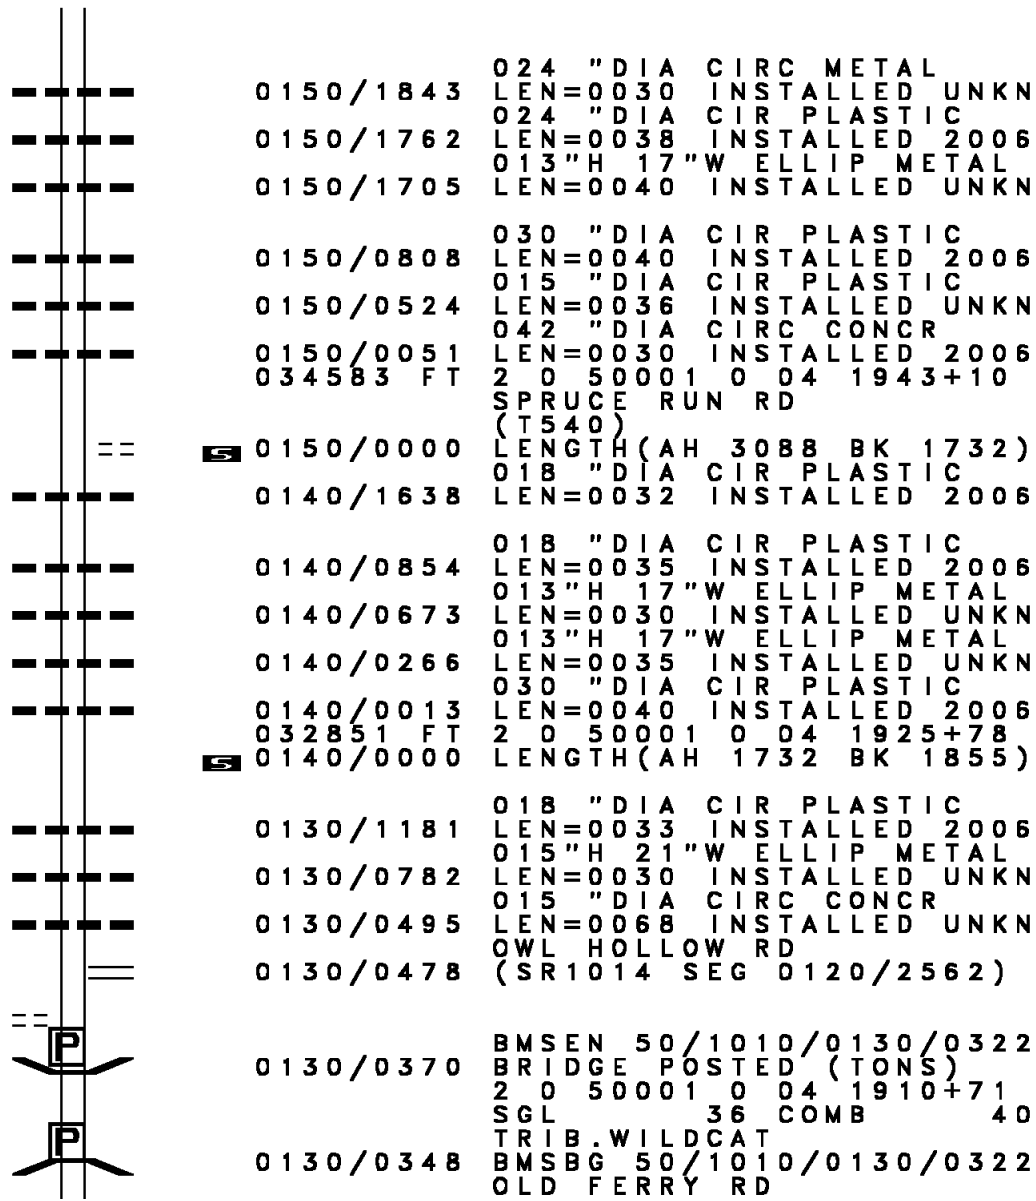 024 "DIA CIRC METAL
0150/1843 LEN=0030 INSTALLED UNKN
024 "DIA CIR PLASTIC
0150/1762 LEN=0038 INSTALLED 2006
013"H 17"W ELLIP METAL
0150/1705 LEN=0040 INSTALLED UNKN
030 "DIA CIR PLASTIC
0150/0808 LEN=0040 INSTALLED 2006
015 "DIA CIR PLASTIC
0150/0524 LEN=0036 INSTALLED UNKN
042 "DIA CIRC CONCR
0150/0051 LEN=0030 INSTALLED 2006
034583 FT 2 0 50001 0 04 1943+10
SPRUCE RUN RD
(T540)
S 0150/0000 LENGTH(AH 3088 BK 1732)
018 "DIA CIR PLASTIC
0140/1638 LEN=0032 INSTALLED 2006
018 "DIA CIR PLASTIC
0140/0854 LEN=0035 INSTALLED 2006
013"H 17"W ELLIP METAL
0140/0673 LEN=0030 INSTALLED UNKN
013"H 17"W ELLIP METAL
0140/0266 LEN=0035 INSTALLED UNKN
030 "DIA CIR PLASTIC
0140/0013 LEN=0040 INSTALLED 2006
032851 FT 2 0 50001 0 04 1925+78
S 0140/0000 LENGTH(AH 1732 BK 1855)
018 "DIA CIR PLASTIC
0130/1181 LEN=0033 INSTALLED 2006
015"H 21"W ELLIP METAL
0130/0782 LEN=0030 INSTALLED UNKN
015 "DIA CIRC CONCR
0130/0495 LEN=0068 INSTALLED UNKN
OWL HOLLOW RD
0130/0478 (SR1014 SEG 0120/2562)
P
BMSEN 50/1010/0130/0322
0130/0370 BRIDGE POSTED (TONS)
2 0 50001 0 04 1910+71
SGL 36 COMB 40
P
TRIB.WILDCAT
0130/0348 BMSBG 50/1010/0130/0322
OLD FERRY RD